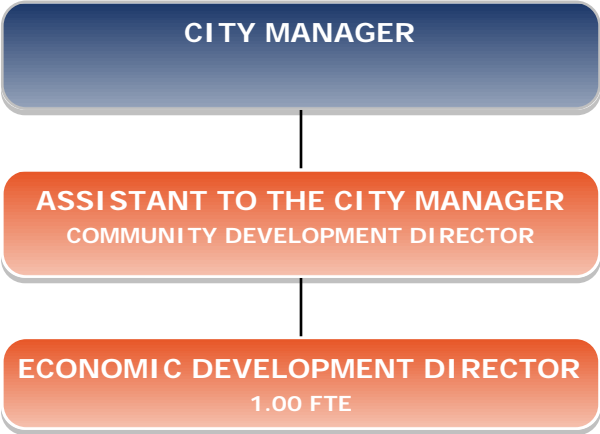 CITY MANAGER
ASSISTANT TO THE CITY MANAGER
COMMUNITY DEVELOPMENT DIRECTOR
ECONOMIC DEVELOPMENT DIRECTOR
1.00 FTE